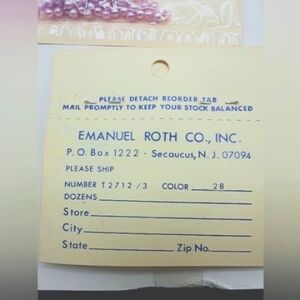 PLEASE DETACH REORDER TAB
MAIL PROMPTLY TO KEEP YOUR STOCK BALANCED
EMANUEL ROTH CO., INC.
P. O. Box 1222 - Secaucus, N. J. 07094
PLEASE SHIP
NUMBER T2712/3 COLOR 28
DOZENS
Store
City
State Zip No.